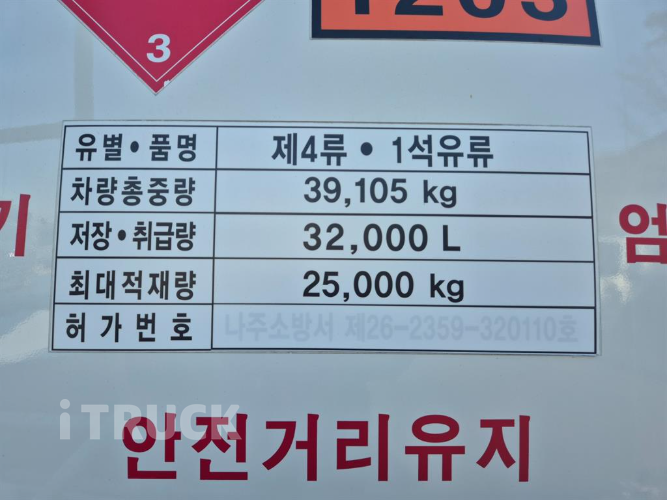 3
1203
유별·품명 제4류·1석유류
차량총중량 39,105 kg
저장·취급량 32,000 L
최대적재량 25,000 kg
허가번호 나주소방서 제26-2359-320110호
기
엄
iTRUCK
안전거리유지